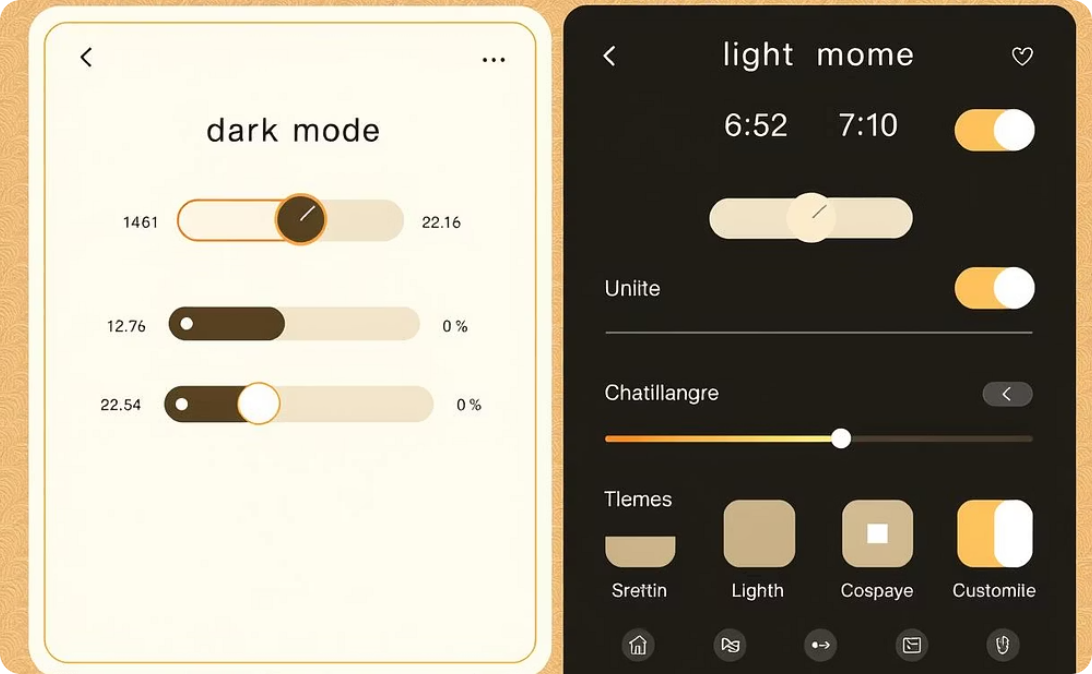 dark mode
1461 22.16
12.76 0 %
22.54 0 %
light mome
6:52 7:10
Uniite
Chatillangre
Tlemes
Srettin Lighth Cospaye Customile